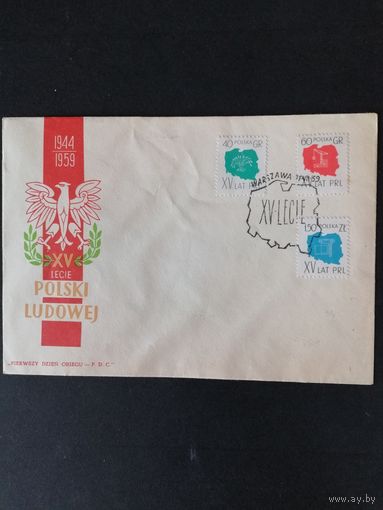 1944
1959
XV
LECIE
POLSKI
LUDOWEJ
„PIERWSZY DZIEŃ OBIEGU — F. D. C."
40 POLSKA GR
XV LAT PRL
60 POLSKA GR
XV LAT PRL
WARSZAWA 1
XV-LECIE
1,50 POLSKA ZŁ
XV LAT PRL
www.ay.by